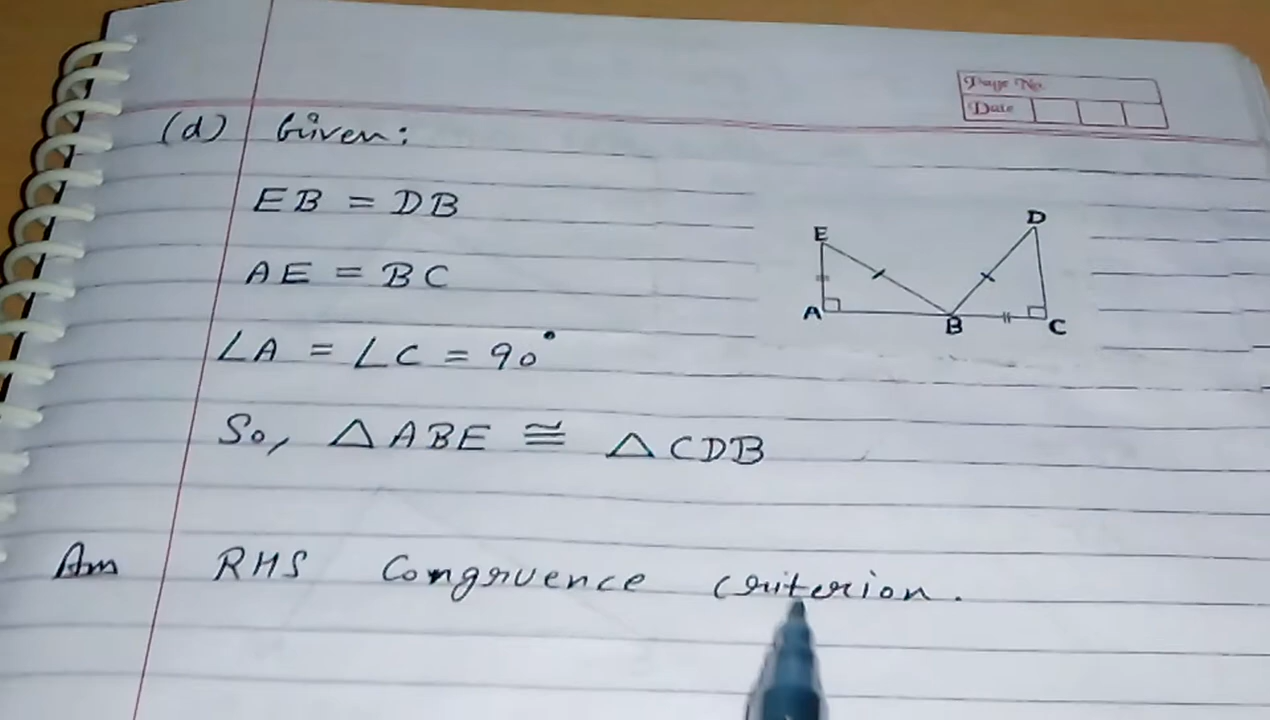 Page No.
Date
(d) Given:
EB = DB
AE = BC
∠A = ∠C = 90°
So, △ABE ≅ △CDB
Ans RHS Congruence Criterion.
E
D
A
B
C